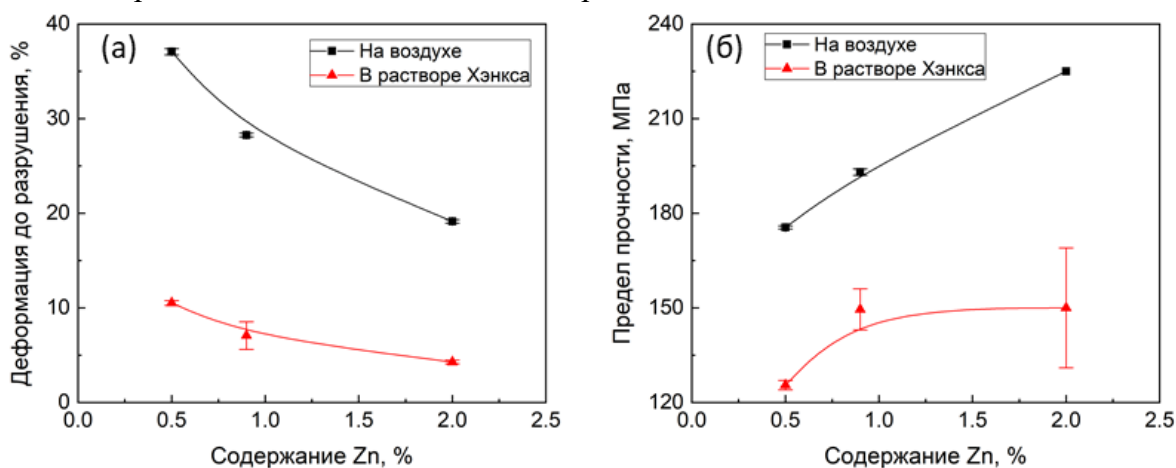 (а)
На воздухе
В растворе Хэнкса
Деформация до разрушения, %
40
30
20
10
0
0.0 0.5 1.0 1.5 2.0 2.5
Содержание Zn, %
(б)
На воздухе
В растворе Хэнкса
Предел прочности, МПа
240
210
180
150
120
0.0 0.5 1.0 1.5 2.0 2.5
Содержание Zn, %